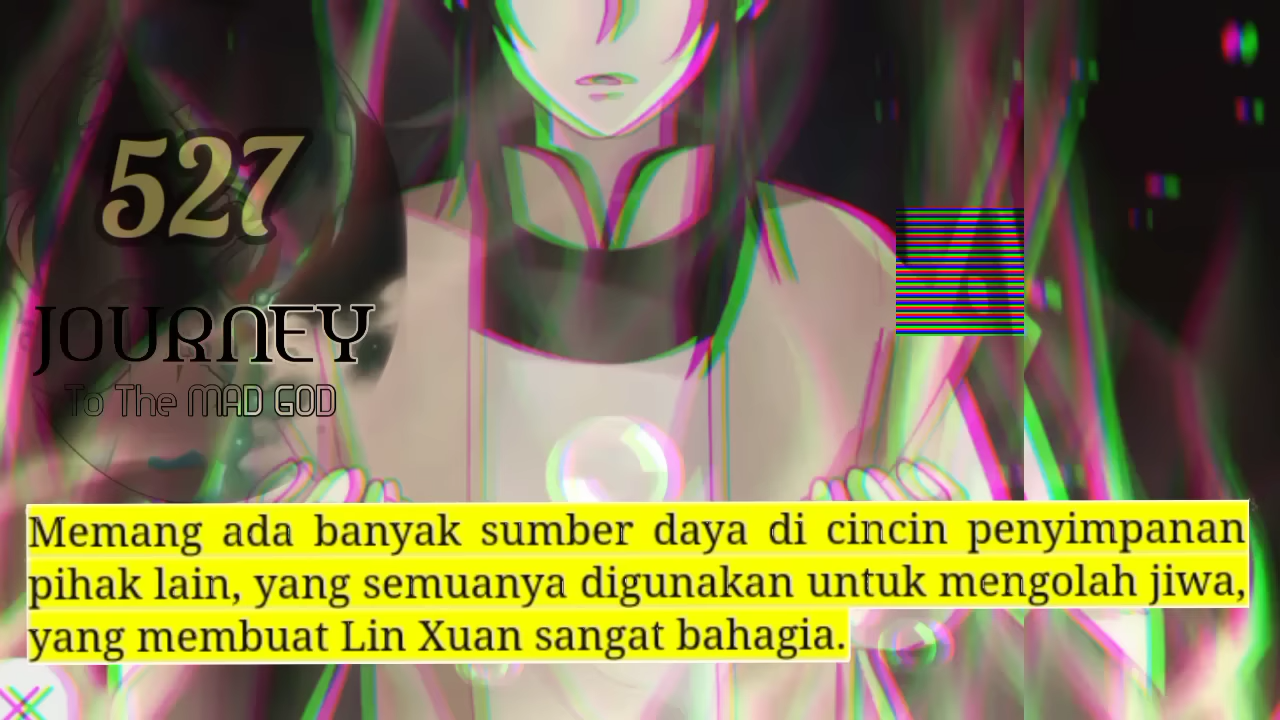 527
JOURNEY
To The MAD GOD
Memang ada banyak sumber daya di cincin penyimpanan
pihak lain, yang semuanya digunakan untuk mengolah jiwa,
yang membuat Lin Xuan sangat bahagia.